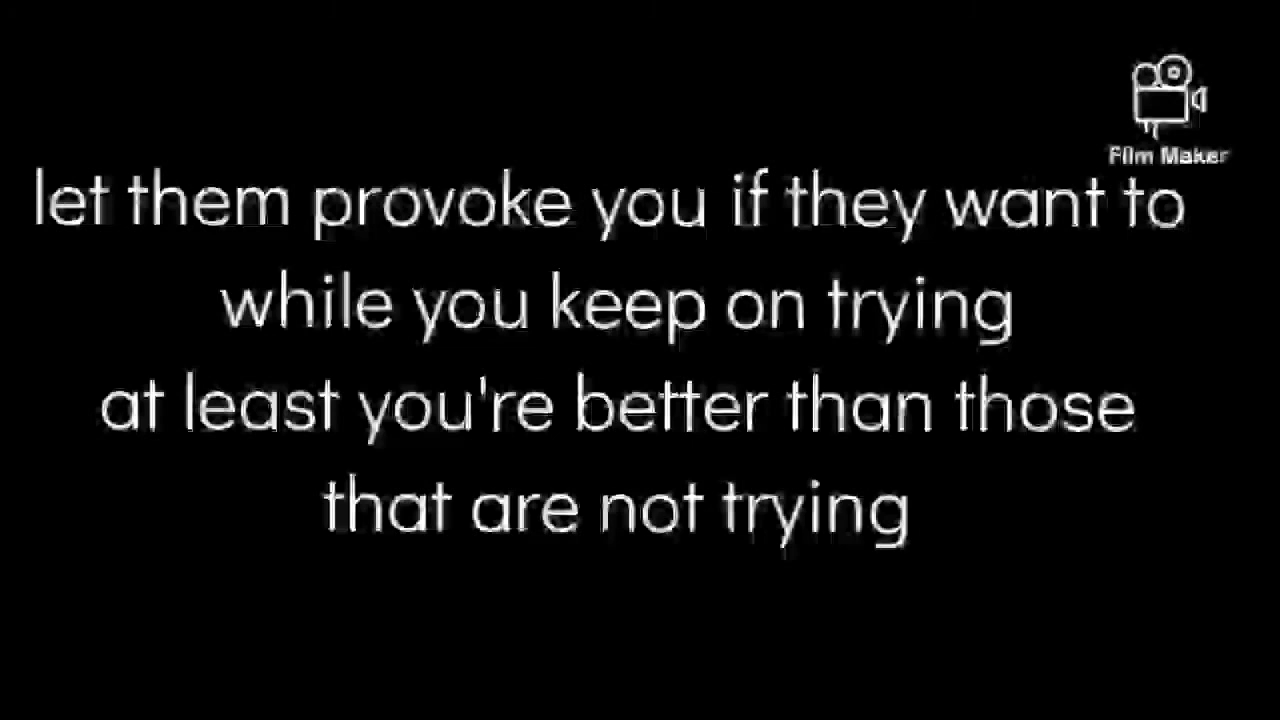 Film Maker
let them provoke you if they want to
while you keep on trying
at least you're better than those
that are not trying